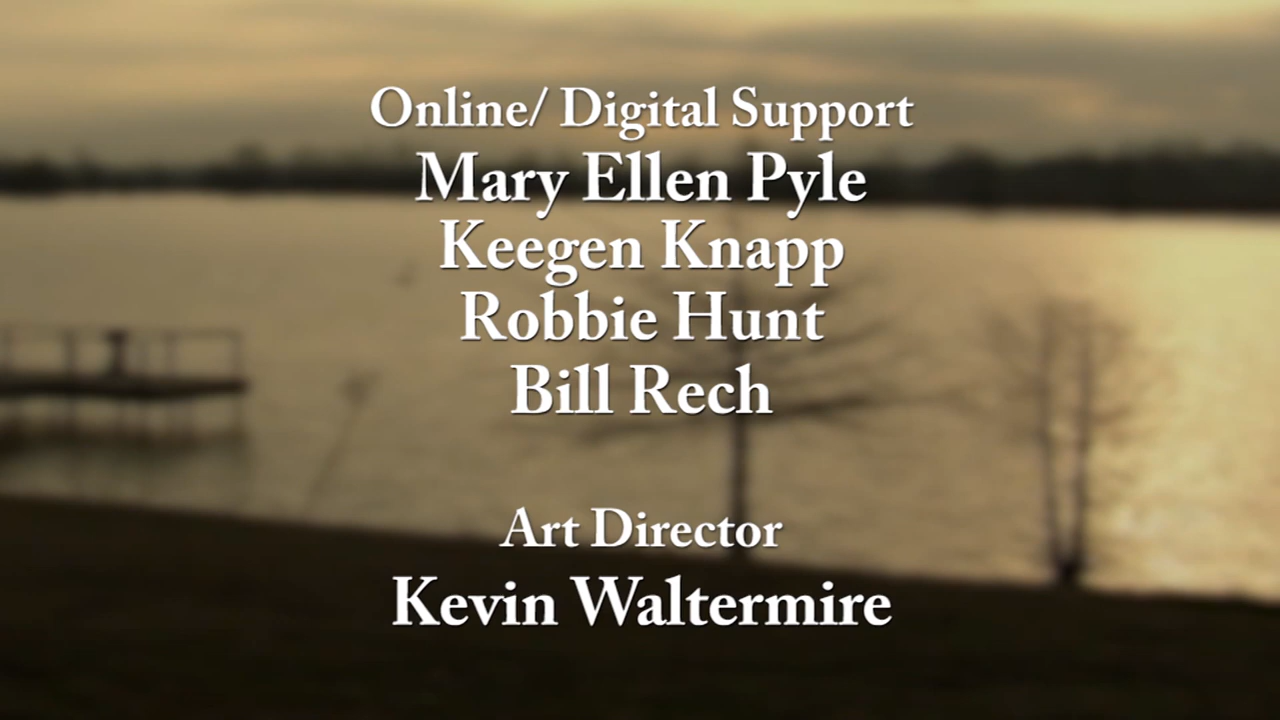 Online/ Digital Support
Mary Ellen Pyle
Keegen Knapp
Robbie Hunt
Bill Rech
Art Director
Kevin Waltermire